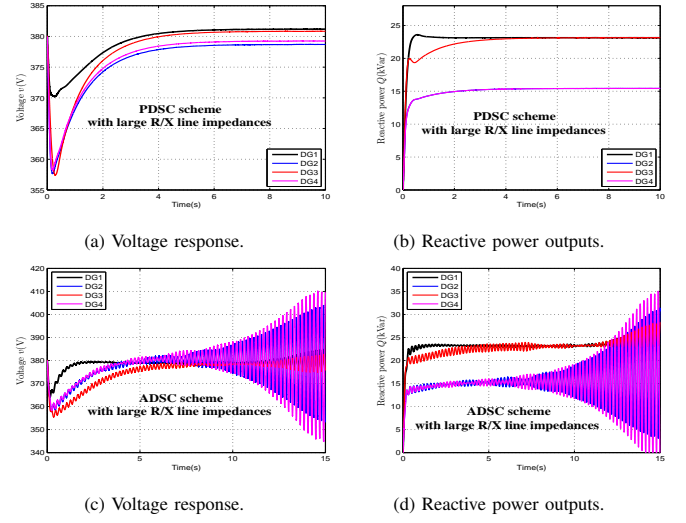 380
375
370
365
360
355
Voltage v(V)
0 2 4 6 8 10
Time(s)
PDSC scheme
with large R/X line impedances
DG1
DG2
DG3
DG4
(a) Voltage response.
25
20
15
10
5
0
Reactive power Q(kVar)
0 2 4 6 8 10
Time(s)
PDSC scheme
with large R/X line impedances
DG1
DG2
DG3
DG4
(b) Reactive power outputs.
420
410
400
390
380
370
360
350
340
Voltage v(V)
0 5 10 15
Time(s)
DG1
DG2
DG3
DG4
ADSC scheme
with large R/X line impedances
(c) Voltage response.
40
35
30
25
20
15
10
5
0
Reactive power Q(kVar)
0 5 10 15
Time(s)
DG1
DG2
DG3
DG4
ADSC scheme
with large R/X line impedances
(d) Reactive power outputs.